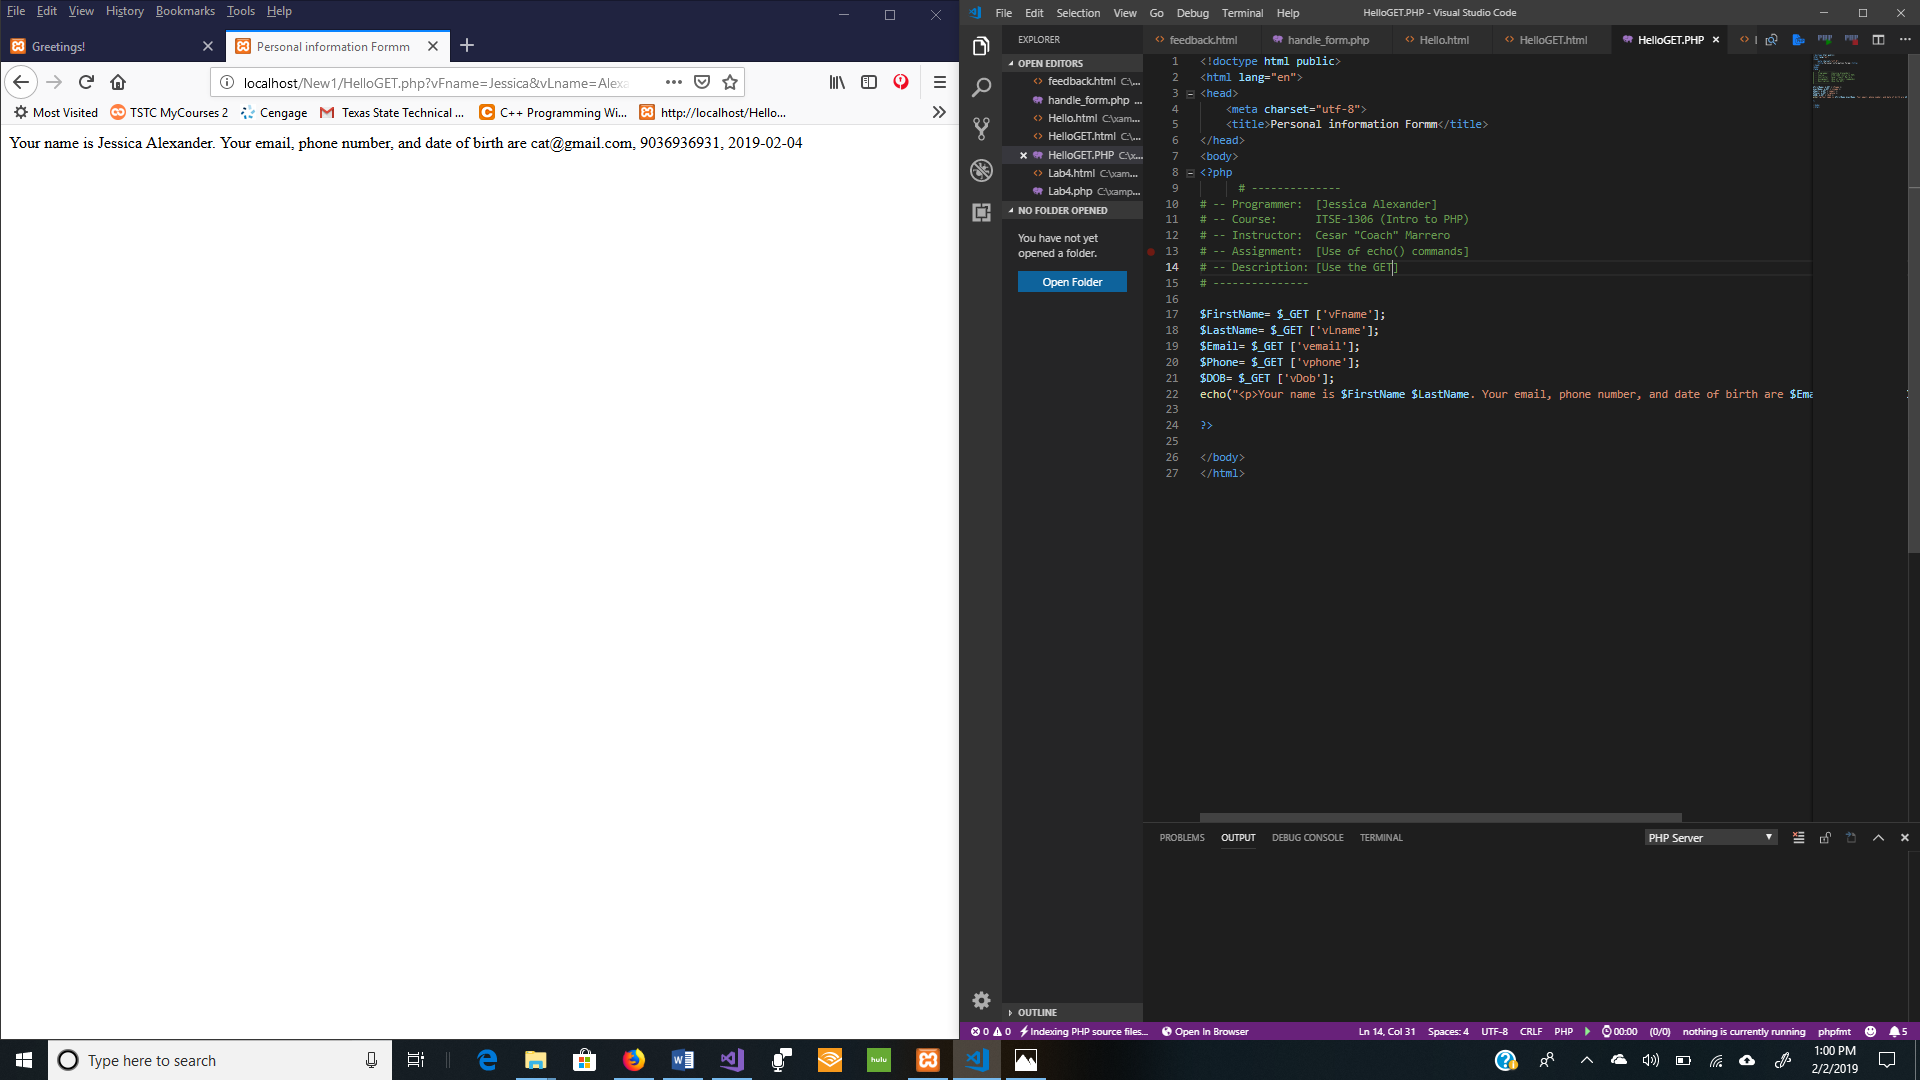 File Edit View History Bookmarks Tools Help
Greetings!
Personal information Formm
localhost/New1/HelloGET.php?vFname=Jessica&vLname=Alexa
Most Visited TSTC MyCourses 2 Cengage Texas State Technical ... C++ Programming Wi... http://localhost/Hello...
Your name is Jessica Alexander. Your email, phone number, and date of birth are cat@gmail.com, 9036936931, 2019-02-04
File Edit Selection View Go Debug Terminal Help
HelloGET.PHP - Visual Studio Code
EXPLORER
OPEN EDITORS
feedback.html C:\...
handle_form.php ...
Hello.html C:\xam...
HelloGET.html C:\...
HelloGET.PHP C:\x...
Lab4.html C:\xam...
Lab4.php C:\xamp...
NO FOLDER OPENED
You have not yet
opened a folder.
Open Folder
OUTLINE
feedback.html handle_form.php Hello.html HelloGET.html HelloGET.PHP
1 <!doctype html public>
2 <html lang="en">
3 <head>
4 <meta charset="utf-8">
5 <title>Personal information Formm</title>
6 </head>
7 <body>
8 <?php
9 # --------------
10 # -- Programmer: [Jessica Alexander]
11 # -- Course: ITSE-1306 (Intro to PHP)
12 # -- Instructor: Cesar "Coach" Marrero
13 # -- Assignment: [Use of echo() commands]
14 # -- Description: [Use the GET]
15 # ---------------
16
17 $FirstName= $_GET ['vFname'];
18 $LastName= $_GET ['vLname'];
19 $Email= $_GET ['vemail'];
20 $Phone= $_GET ['vphone'];
21 $DOB= $_GET ['vDob'];
22 echo("<p>Your name is $FirstName $LastName. Your email, phone number, and date of birth are $Ema
23
24 ?>
25
26 </body>
27 </html>
PROBLEMS OUTPUT DEBUG CONSOLE TERMINAL
PHP Server
0 0 Indexing PHP source files... Open In Browser
Ln 14, Col 31 Spaces: 4 UTF-8 CRLF PHP 00:00 (0/0) nothing is currently running phpfmt 5
Type here to search
hulu
1:00 PM
2/2/2019